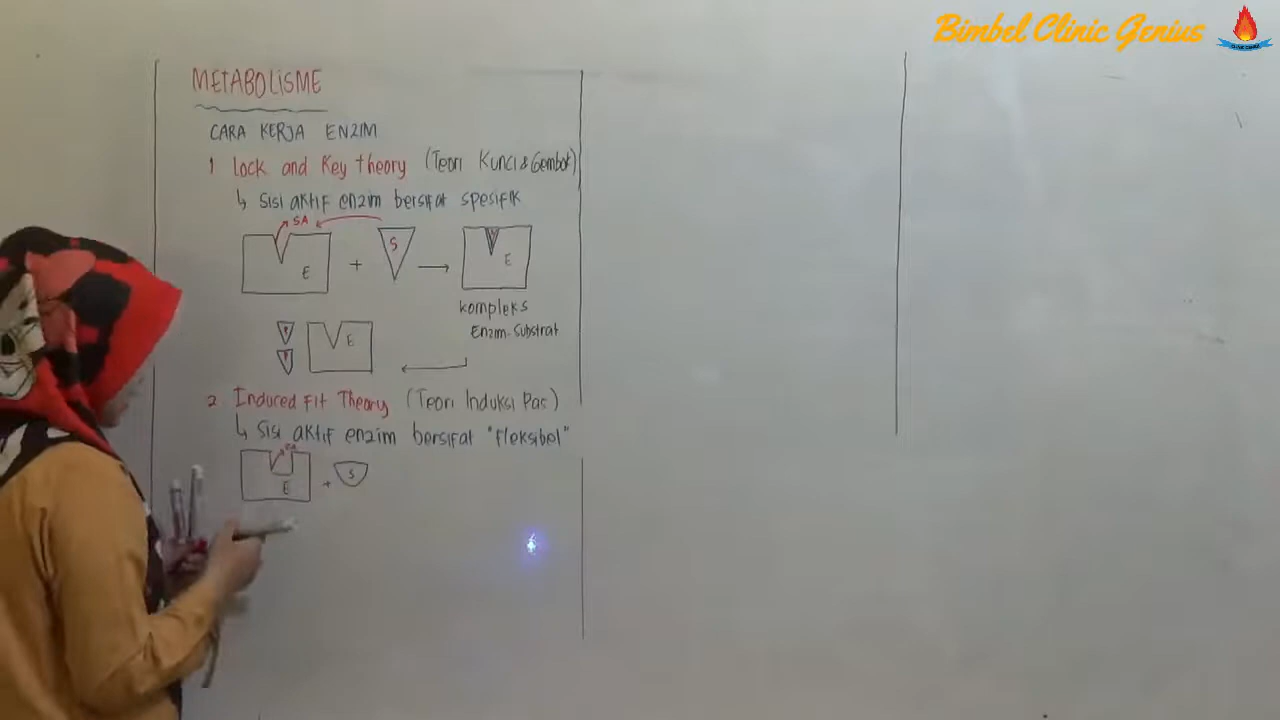 Bimbel Clinic Genius
METABOLISME
CARA KERJA ENZIM
1 Lock and Key Theory (Teori Kunci & Gembok)
↳ Sisi aktif enzim bersifat spesifik
SA
E + S → E
kompleks
Enzim-Substrat
E
2 Induced Fit Theory (Teori Induksi Pas)
↳ Sisi aktif enzim bersifat "fleksibel"
SA
E + S